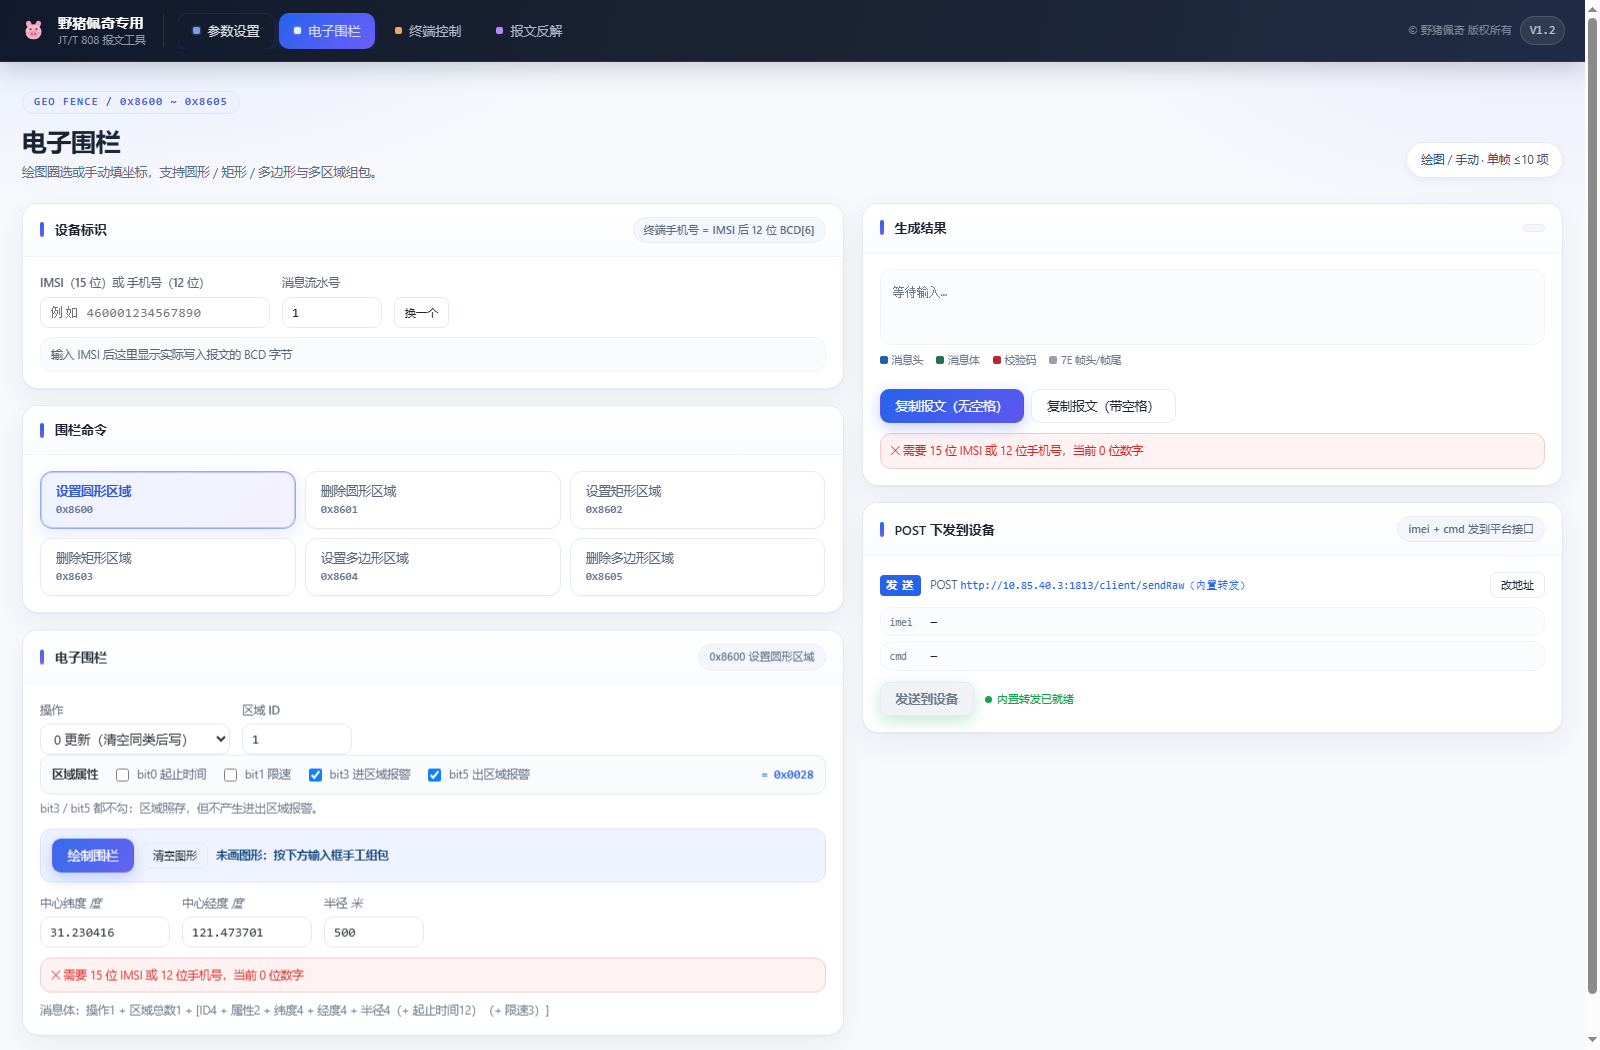 野猪佩奇专用
JT/T 808 报文工具
参数设置
电子围栏
终端控制
报文反解
© 野猪佩奇 版权所有
V1.2
GEO FENCE / 0X8600 ~ 0X8605
电子围栏
绘图圈选或手动填坐标，支持圆形 / 矩形 / 多边形与多区域组包。
绘图 / 手动 · 单帧 ≤10 项
设备标识
终端手机号 = IMSI 后 12 位 BCD[6]
IMSI（15 位）或 手机号（12 位）
消息流水号
例如 460001234567890
1
换一个
输入 IMSI 后这里显示实际写入报文的 BCD 字节
围栏命令
设置圆形区域
0x8600
删除圆形区域
0x8601
设置矩形区域
0x8602
删除矩形区域
0x8603
设置多边形区域
0x8604
删除多边形区域
0x8605
电子围栏
0x8600 设置圆形区域
操作
区域 ID
0 更新（清空同类后写）
1
区域属性
bit0 起止时间
bit1 限速
bit3 进区域报警
bit5 出区域报警
= 0x0028
bit3 / bit5 都不勾：区域照存，但不产生进出区域报警。
绘制围栏
清空图形
未画图形：按下方输入框手工组包
中心纬度 度
中心经度 度
半径 米
31.230416
121.473701
500
✕ 需要 15 位 IMSI 或 12 位手机号，当前 0 位数字
消息体：操作1 + 区域总数1 + [ID4 + 属性2 + 纬度4 + 经度4 + 半径4（+ 起止时间12）（+ 限速3）]
生成结果
等待输入…
消息头
消息体
校验码
7E 帧头/帧尾
复制报文（无空格）
复制报文（带空格）
✕ 需要 15 位 IMSI 或 12 位手机号，当前 0 位数字
POST 下发到设备
imei + cmd 发到平台接口
发 送
POST http://10.85.40.3:1813/client/sendRaw（内置转发）
改地址
imei
—
cmd
—
发送到设备
内置转发已就绪